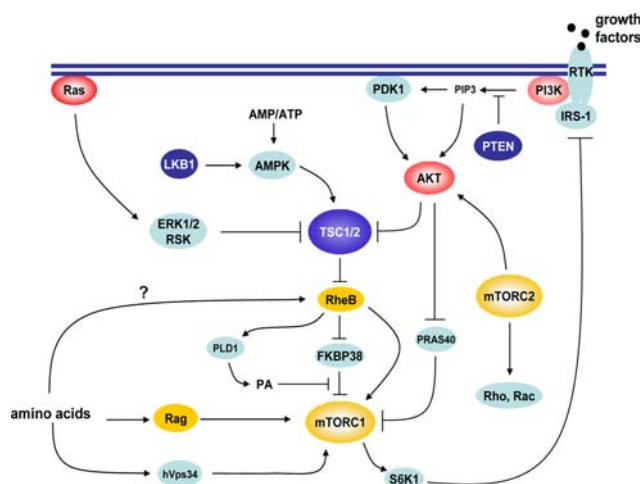 growth
factors
RTK
Ras
PDK1
PIP3
PI3K
IRS-1
AMP/ATP
PTEN
LKB1
AMPK
AKT
ERK1/2
RSK
TSC1/2
mTORC2
?
RheB
PLD1
FKBP38
PRAS40
PA
Rho, Rac
amino acids
Rag
mTORC1
hVps34
S6K1